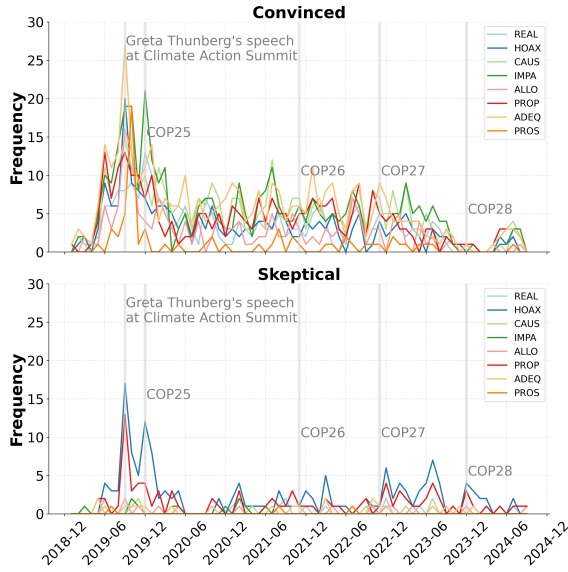 Convinced
Frequency
30
25
20
15
10
5
0
Greta Thunberg's speech
at Climate Action Summit
COP25
COP26
COP27
COP28
REAL
HOAX
CAUS
IMPA
ALLO
PROP
ADEQ
PROS
Skeptical
Frequency
30
25
20
15
10
5
0
Greta Thunberg's speech
at Climate Action Summit
COP25
COP26
COP27
COP28
REAL
HOAX
CAUS
IMPA
ALLO
PROP
ADEQ
PROS
2018-12
2019-06
2019-12
2020-06
2020-12
2021-06
2021-12
2022-06
2022-12
2023-06
2023-12
2024-06
2024-12